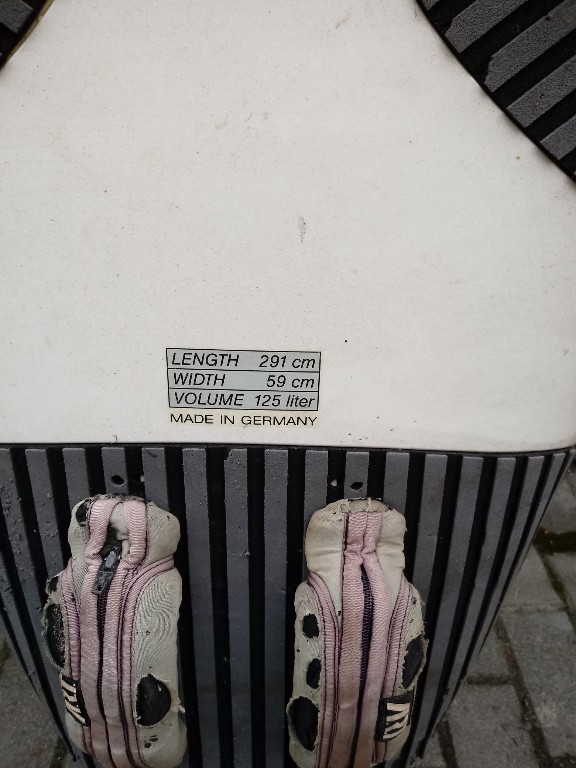 LENGTH 291 cm
WIDTH 59 cm
VOLUME 125 liter
MADE IN GERMANY